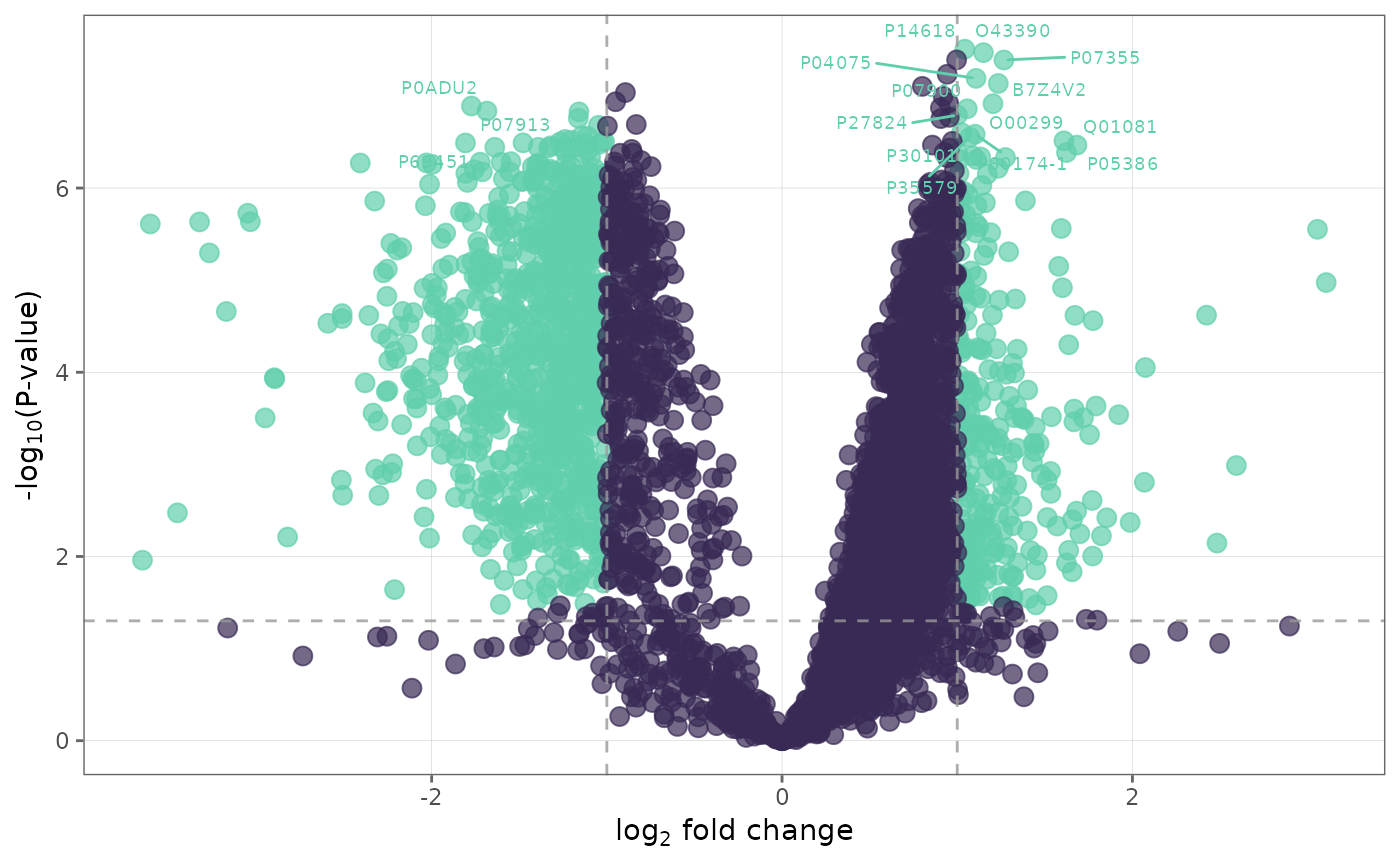 P14618 O43390
P04075 P07355
P0ADU2 P07900 B7Z4V2
P07913 P27824 O00299 Q01081
P69451 P30101 P05386
P35579
6
4
2
0
-2 0 2
-log10(P-value)
log2 fold change